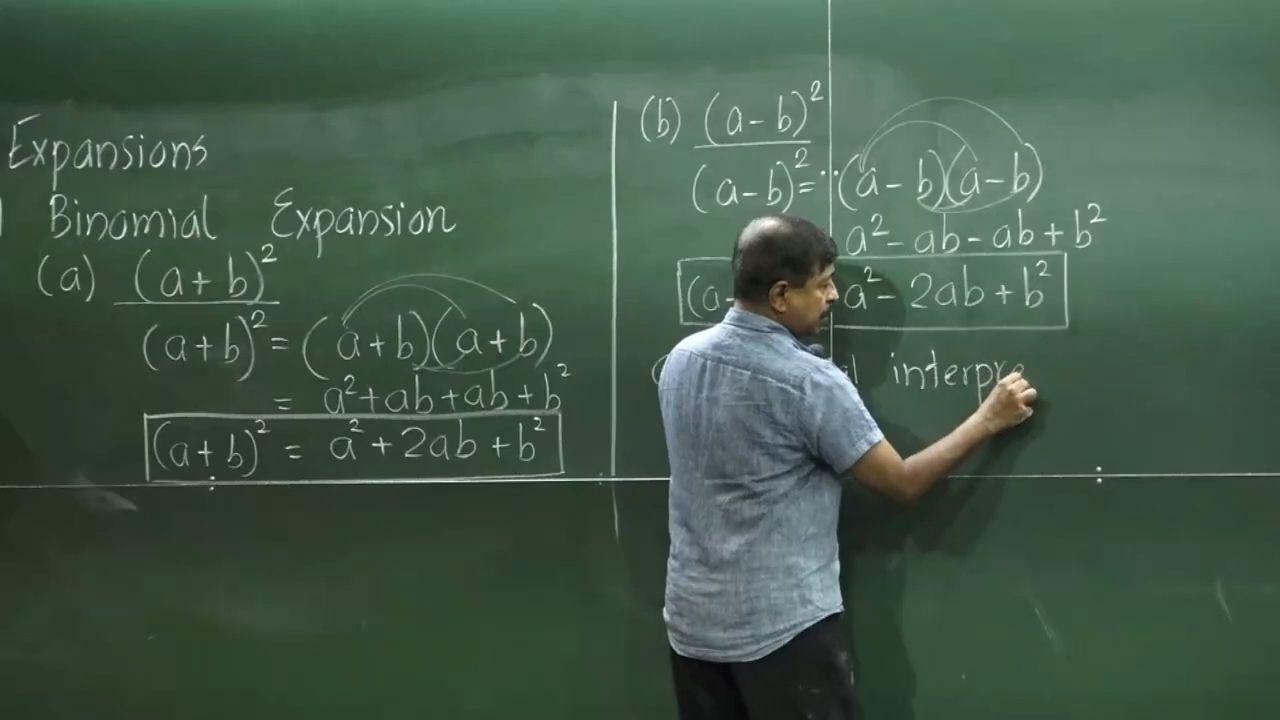 Expansions
Binomial Expansion
(a) (a+b)²
(a+b)² = (a+b)(a+b)
= a²+ab+ab+b²
(a+b)² = a²+2ab+b²
(b) (a-b)²
(a-b)² = (a-b)(a-b)
a²-ab-ab+b²
(a- a²-2ab+b²
interpre